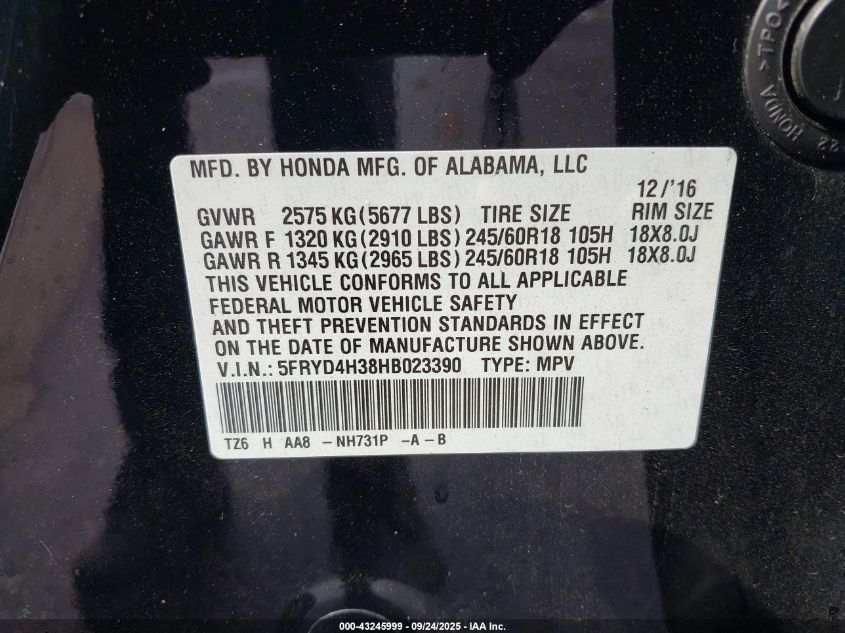 HONDA >TPO<
22
MFD. BY HONDA MFG. OF ALABAMA, LLC
12/'16
GVWR 2575 KG(5677 LBS) TIRE SIZE RIM SIZE
GAWR F 1320 KG(2910 LBS) 245/60R18 105H 18X8.0J
GAWR R 1345 KG(2965 LBS) 245/60R18 105H 18X8.0J
THIS VEHICLE CONFORMS TO ALL APPLICABLE
FEDERAL MOTOR VEHICLE SAFETY
AND THEFT PREVENTION STANDARDS IN EFFECT
ON THE DATE OF MANUFACTURE SHOWN ABOVE.
V.I.N.: 5FRYD4H38HB023390 TYPE: MPV
TZ6 H AA8 - NH731P -A-B
000-43245999 - 09/24/2025 - IAA Inc.